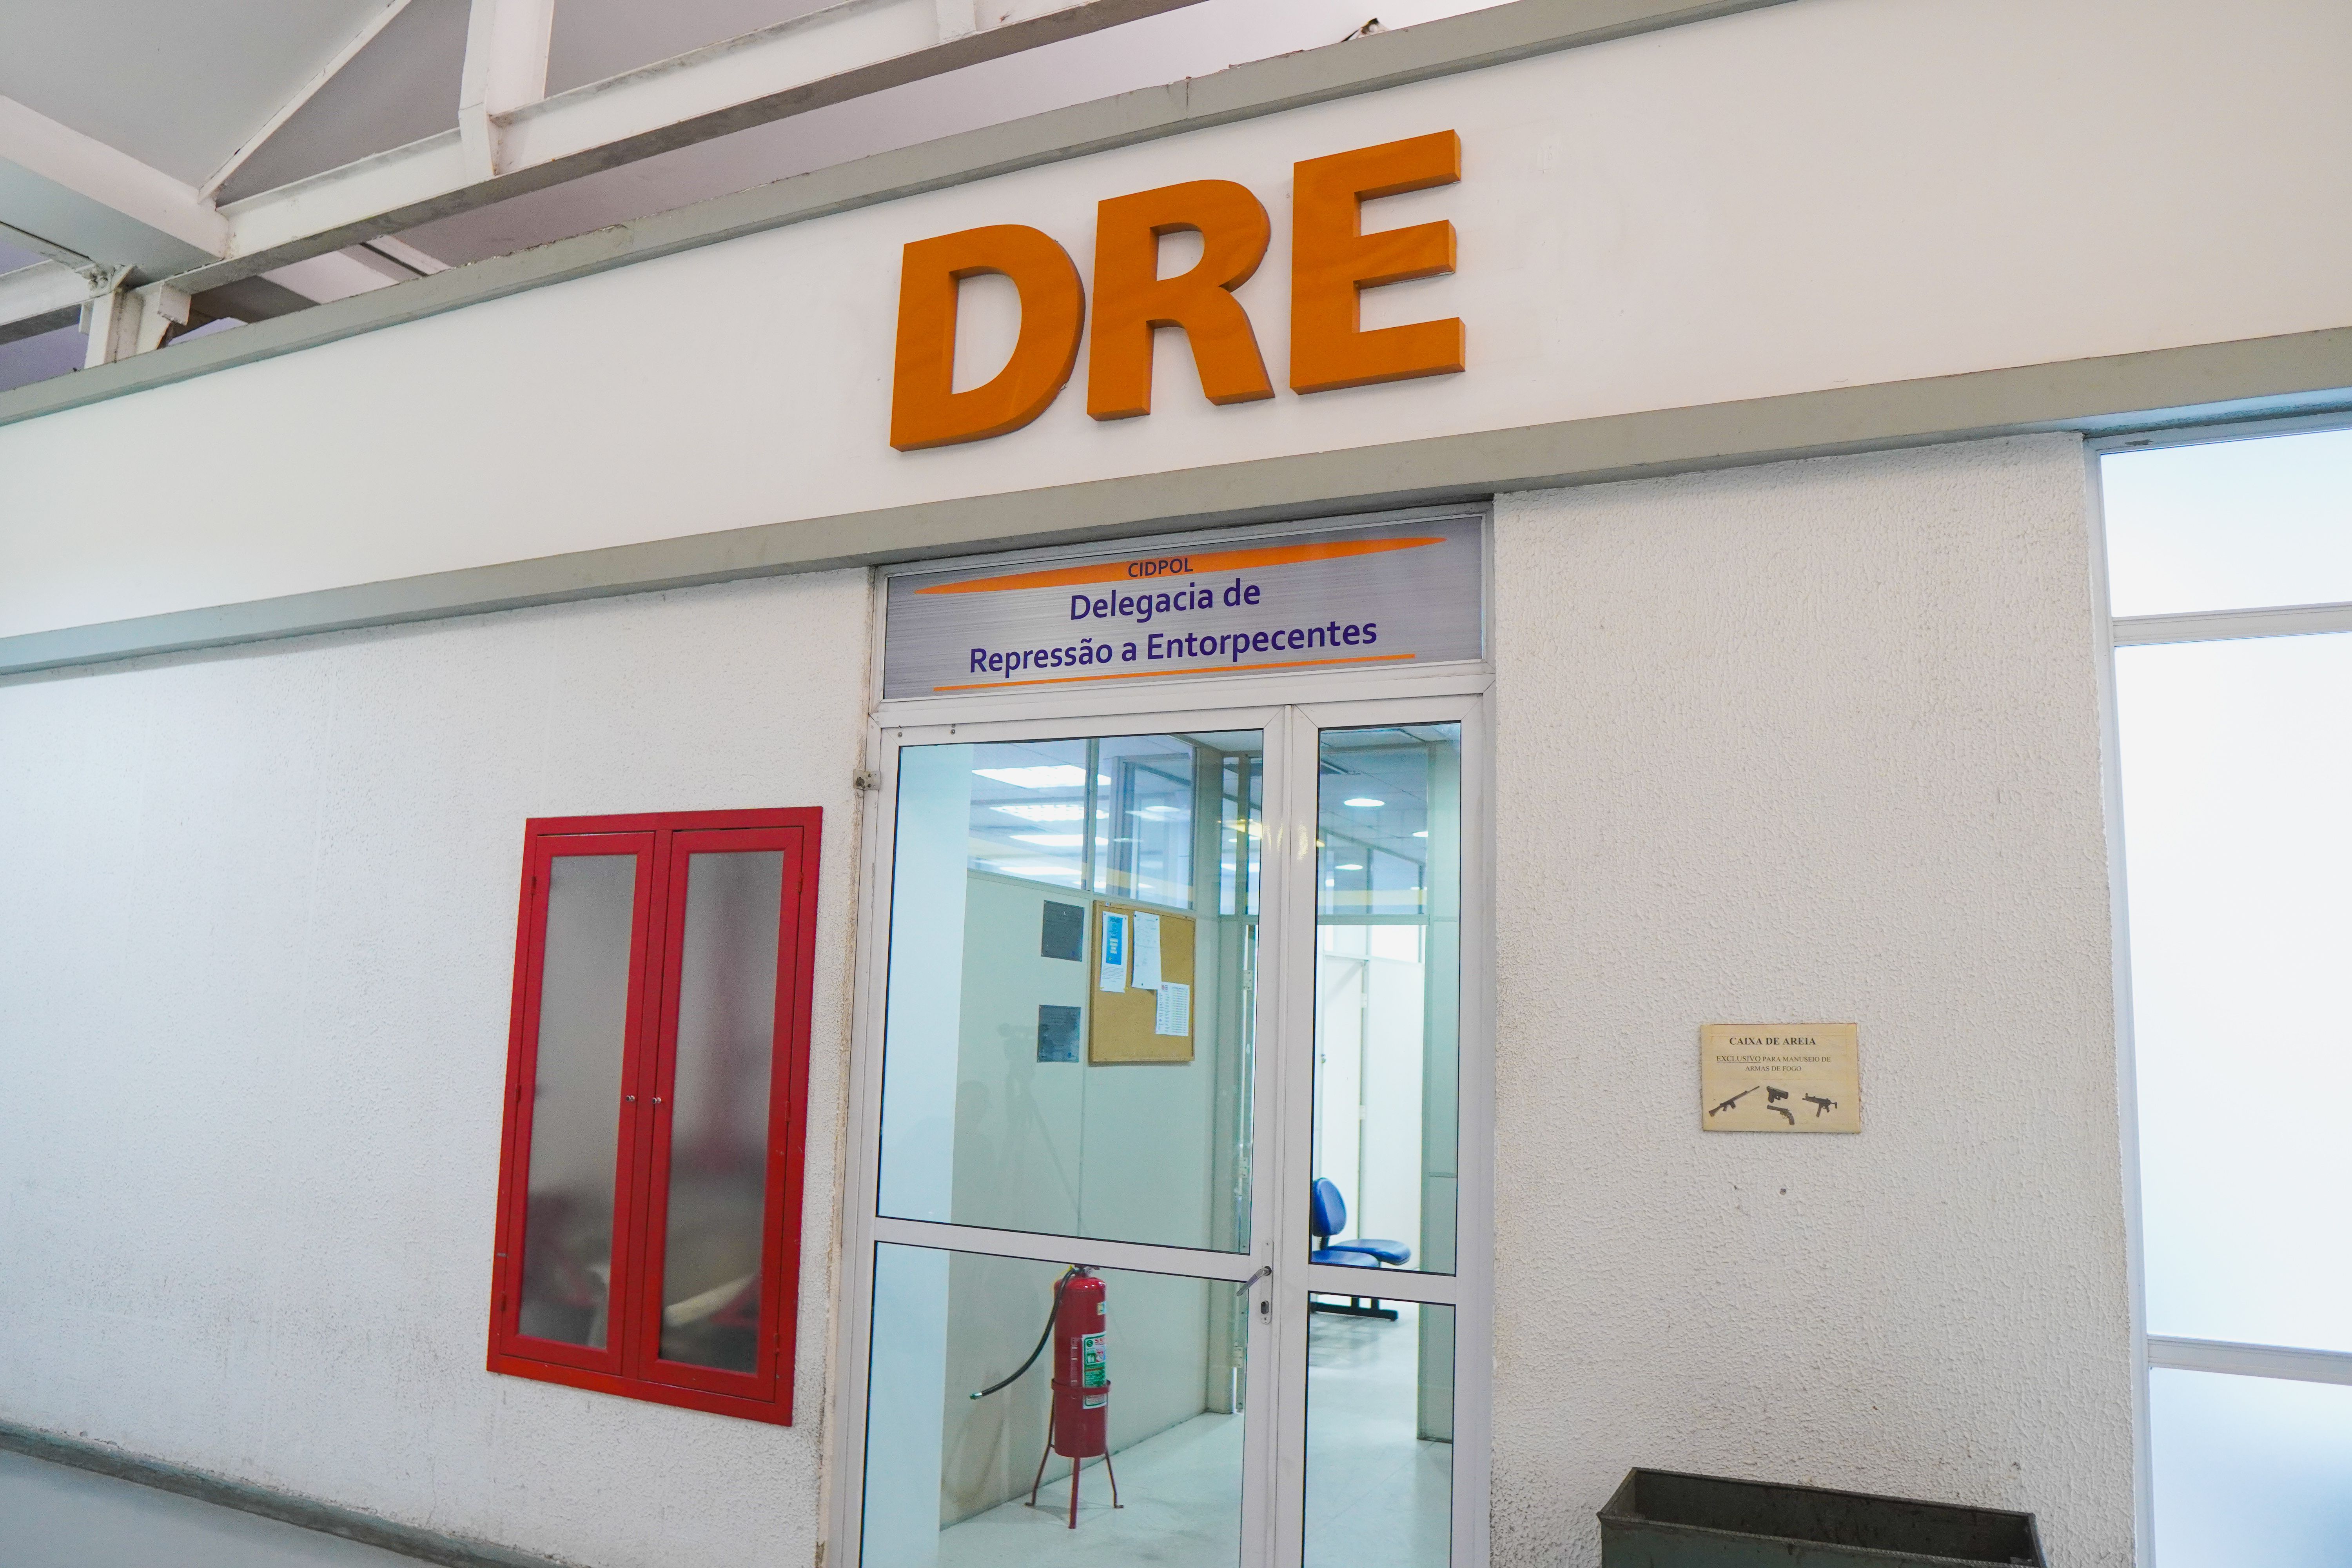 DRE
CIDPOL
Delegacia de
Repressão a Entorpecentes
CAIXA DE AREIA
EXCLUSIVO PARA MANUSEIO DE
ARMAS DE FOGO